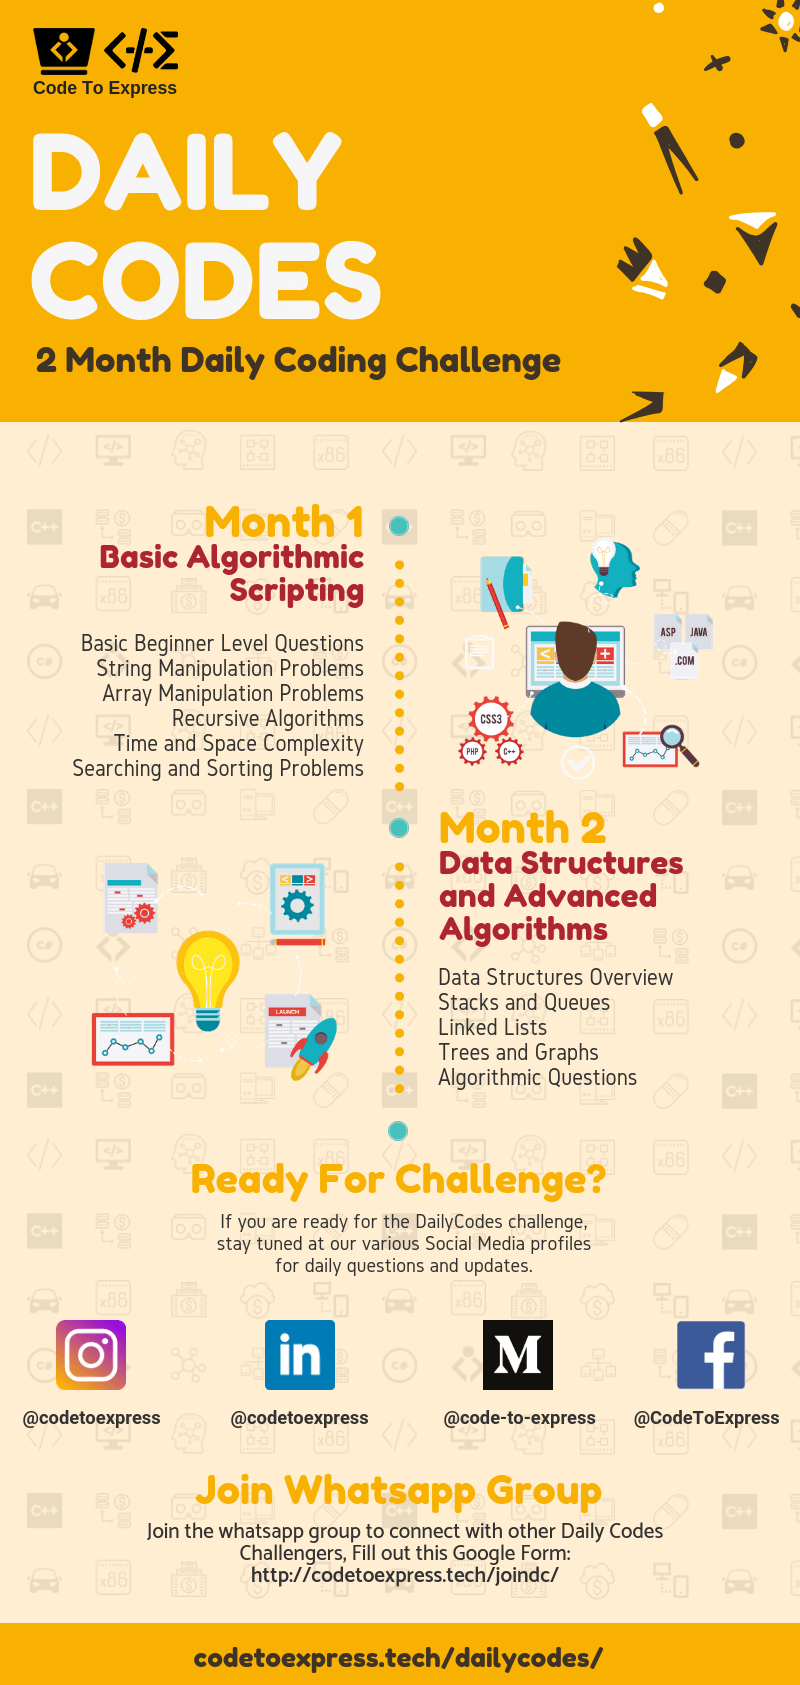 Code To Express
DAILY
CODES
2 Month Daily Coding Challenge
Month 1
Basic Algorithmic
Scripting
Basic Beginner Level Questions
String Manipulation Problems
Array Manipulation Problems
Recursive Algorithms
Time and Space Complexity
Searching and Sorting Problems
ASP
JAVA
.COM
CSS3
PHP
C++
Month 2
Data Structures
and Advanced
Algorithms
Data Structures Overview
Stacks and Queues
Linked Lists
Trees and Graphs
Algorithmic Questions
LAUNCH
Ready For Challenge?
If you are ready for the DailyCodes challenge,
stay tuned at our various Social Media profiles
for daily questions and updates.
in
M
f
@codetoexpress
@codetoexpress
@code-to-express
@CodeToExpress
Join Whatsapp Group
Join the whatsapp group to connect with other Daily Codes
Challengers, Fill out this Google Form:
http://codetoexpress.tech/joindc/
codetoexpress.tech/dailycodes/